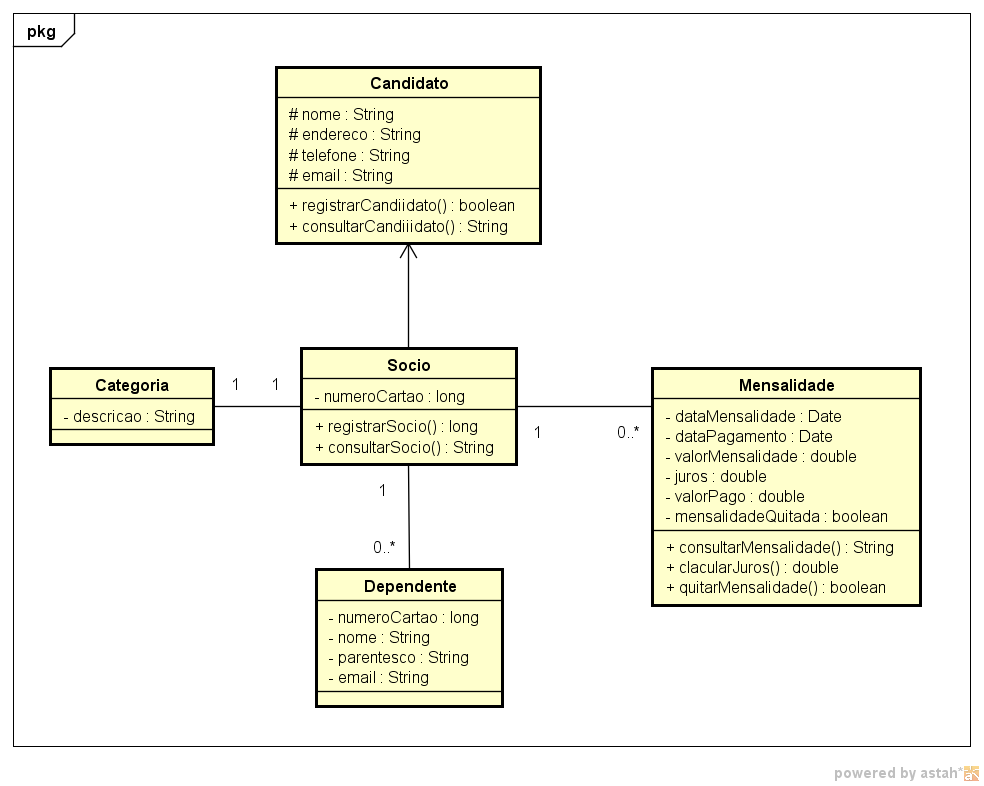 pkg
Candidato
# nome : String
# endereco : String
# telefone : String
# email : String
+ registrarCandiidato() : boolean
+ consultarCandiiidato() : String
Categoria
- descricao : String
1 1
Socio
- numeroCartao : long
+ registrarSocio() : long
+ consultarSocio() : String
1 0..*
Mensalidade
- dataMensalidade : Date
- dataPagamento : Date
- valorMensalidade : double
- juros : double
- valorPago : double
- mensalidadeQuitada : boolean
+ consultarMensalidade() : String
+ clacularJuros() : double
+ quitarMensalidade() : boolean
1
0..*
Dependente
- numeroCartao : long
- nome : String
- parentesco : String
- email : String
powered by astah*